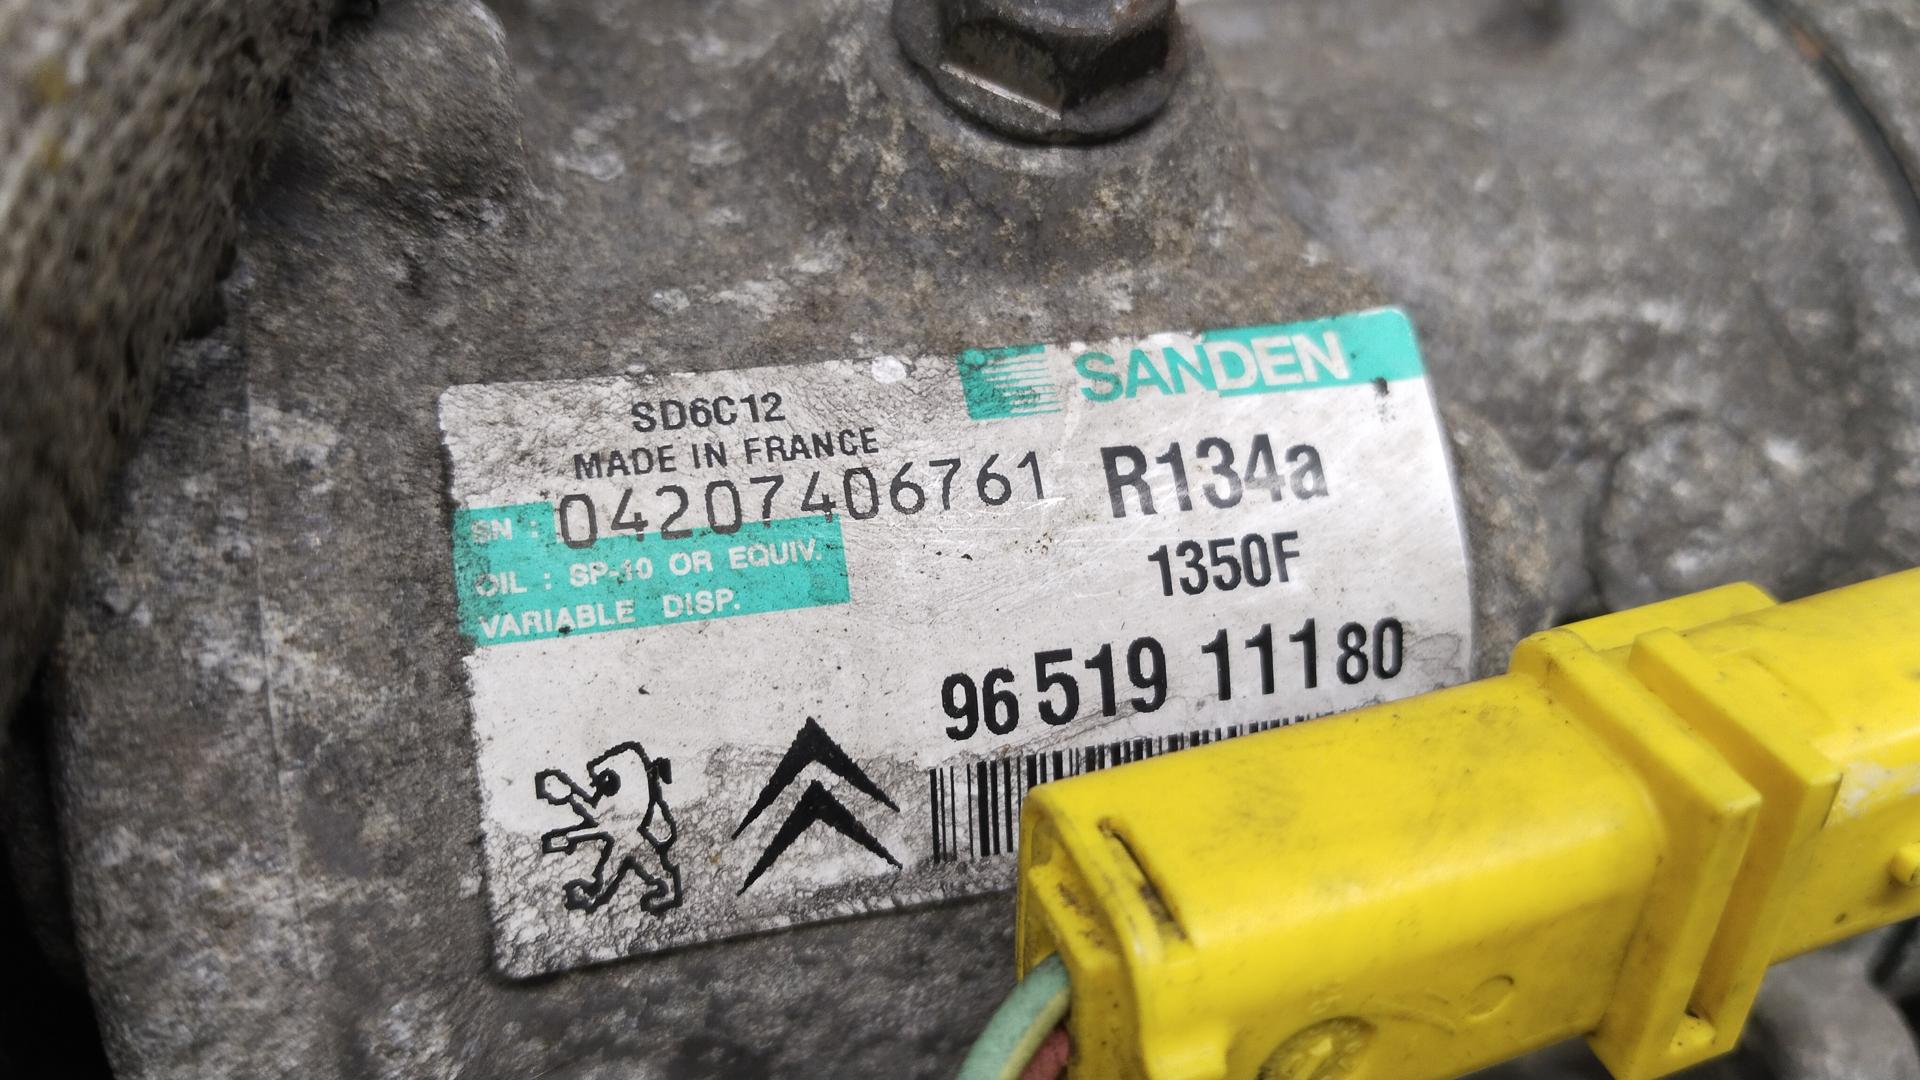 SANDEN
SD6C12
MADE IN FRANCE
SN : 04207406761
R134a
OIL : SP-10 OR EQUIV.
VARIABLE DISP.
1350F
96 519 111 80